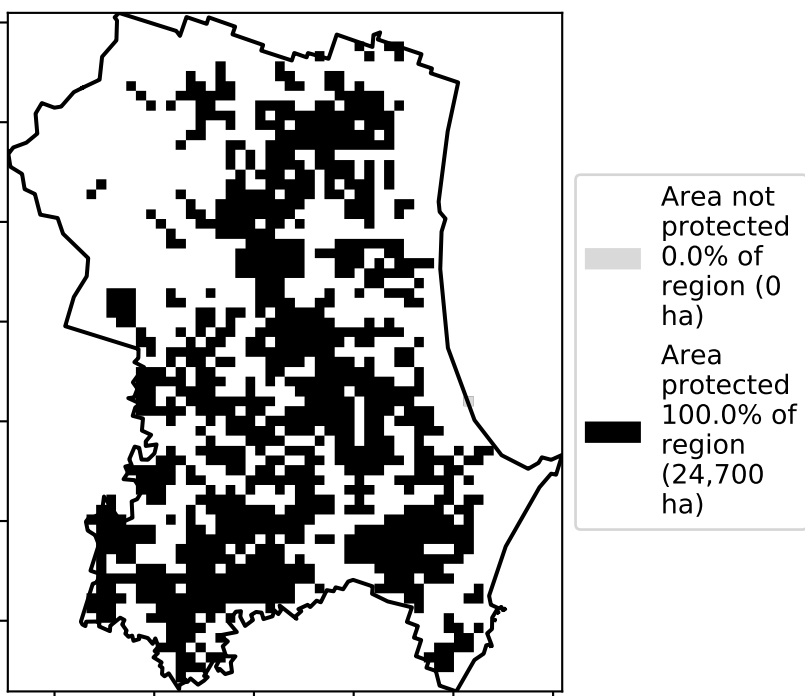 Area not
protected
0.0% of
region (0
ha)
Area
protected
100.0% of
region
(24,700
ha)